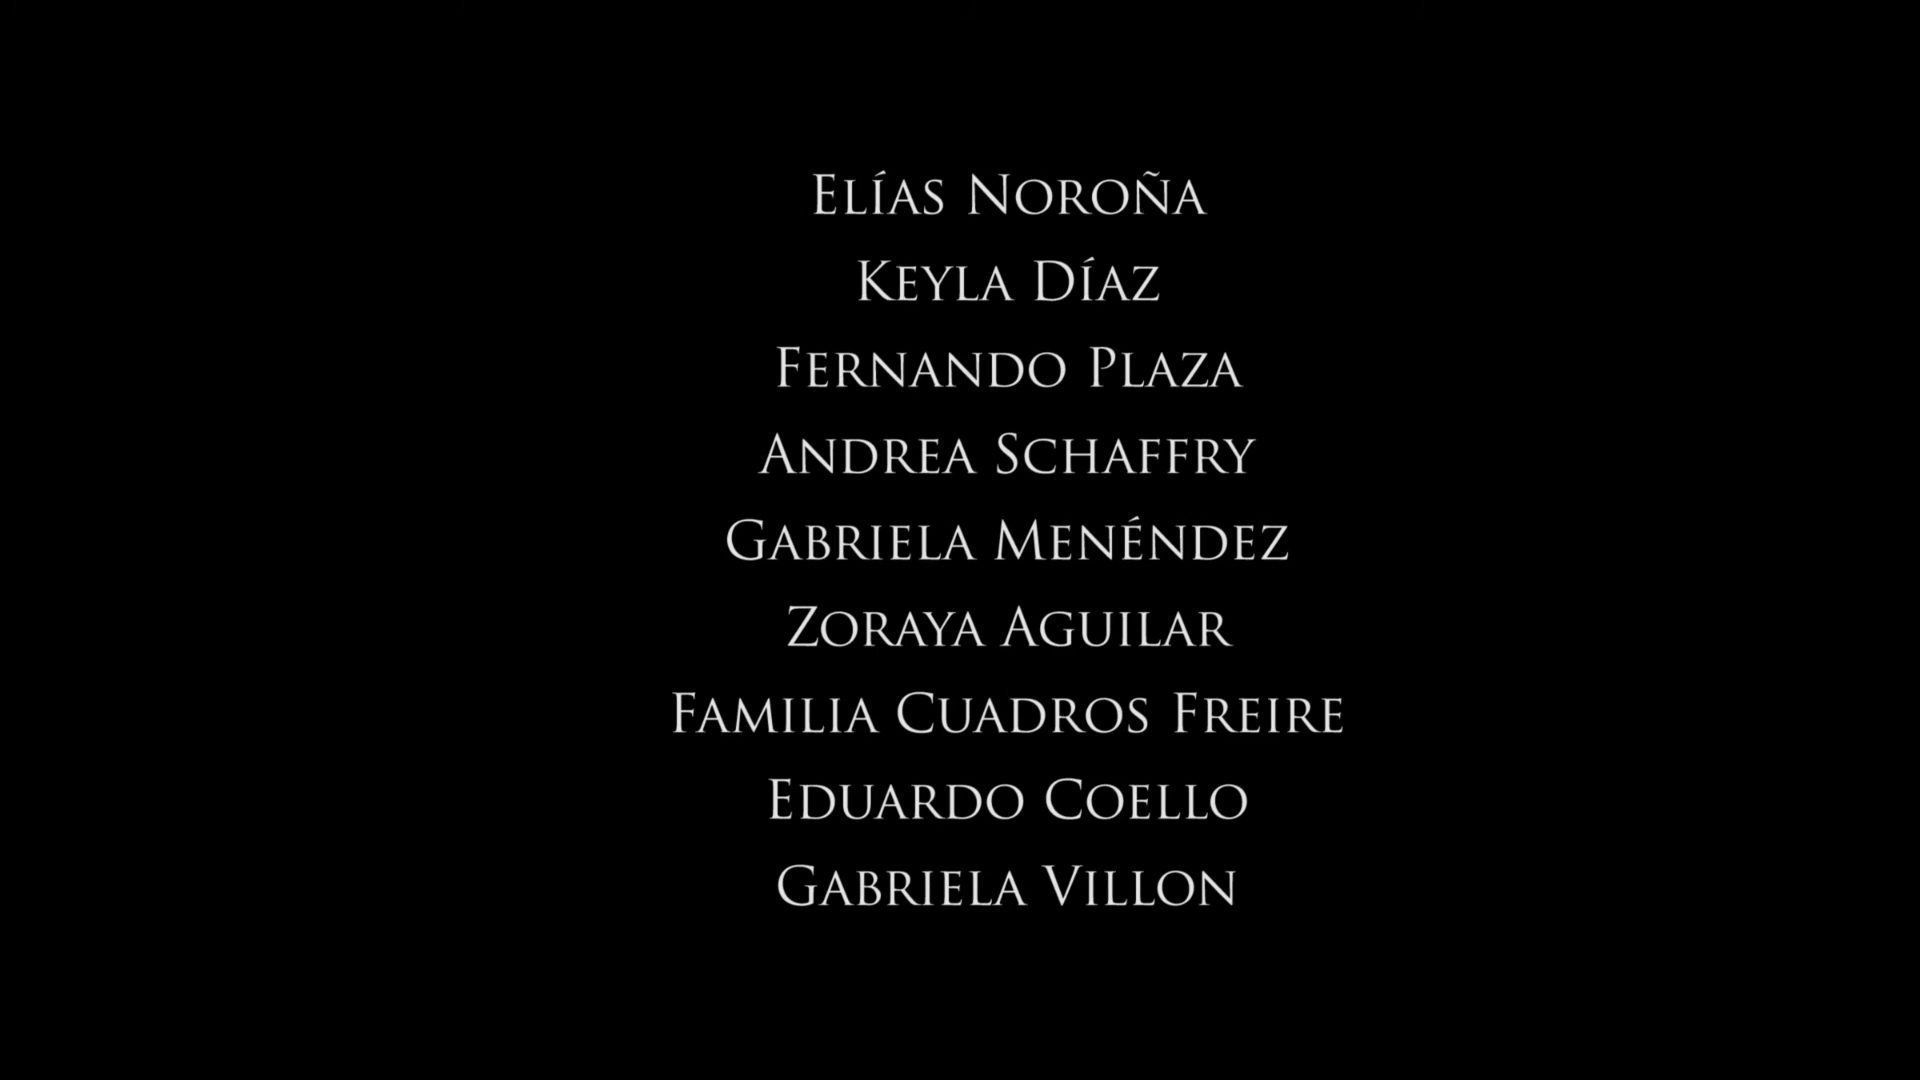 Elías Noroña
Keyla Díaz
Fernando Plaza
Andrea Schaffry
Gabriela Menéndez
Zoraya Aguilar
Familia Cuadros Freire
Eduardo Coello
Gabriela Villon